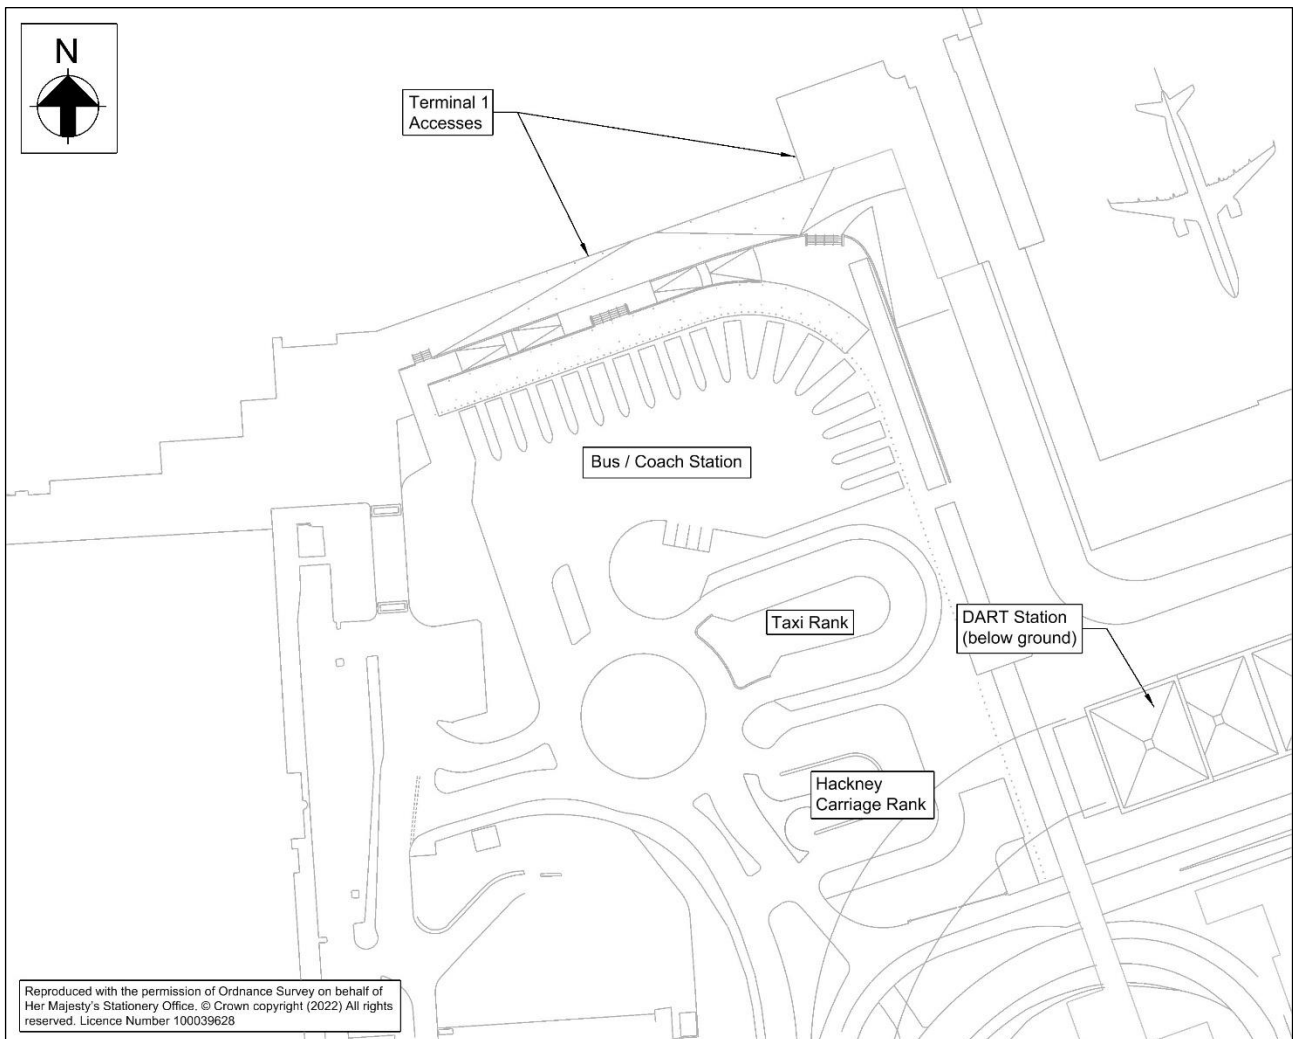 N
Terminal 1
Accesses
Bus / Coach Station
Taxi Rank
DART Station
(below ground)
Hackney
Carriage Rank
Reproduced with the permission of Ordnance Survey on behalf of
Her Majesty's Stationery Office. © Crown copyright (2022) All rights
reserved. Licence Number 100039628